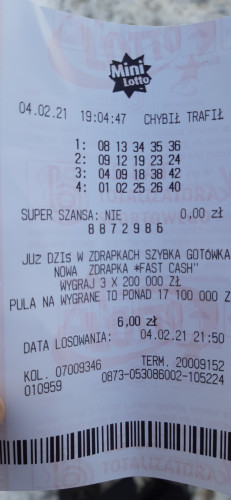 Mini
Lotto
04.02.21 19:04:47 CHYBIŁ TRAFIŁ
1: 08 13 34 35 36
2: 09 12 19 23 24
3: 04 09 18 38 42
4: 01 02 25 26 40
SUPER SZANSA: NIE 0,00 zł
8872986
JUŻ DZIŚ W ZDRAPKACH SZYBKA GOTÓWKA
NOWA ZDRAPKA *FAST CASH"
WYGRAJ 3 X 200 000 ZŁ
PULA NA WYGRANE TO PONAD 17 100 000 Z
6,00 zł
DATA LOSOWANIA: 04.02.21 21:50
KOL. 07009346 TERM. 20009152
010959 0873-053086002-105224